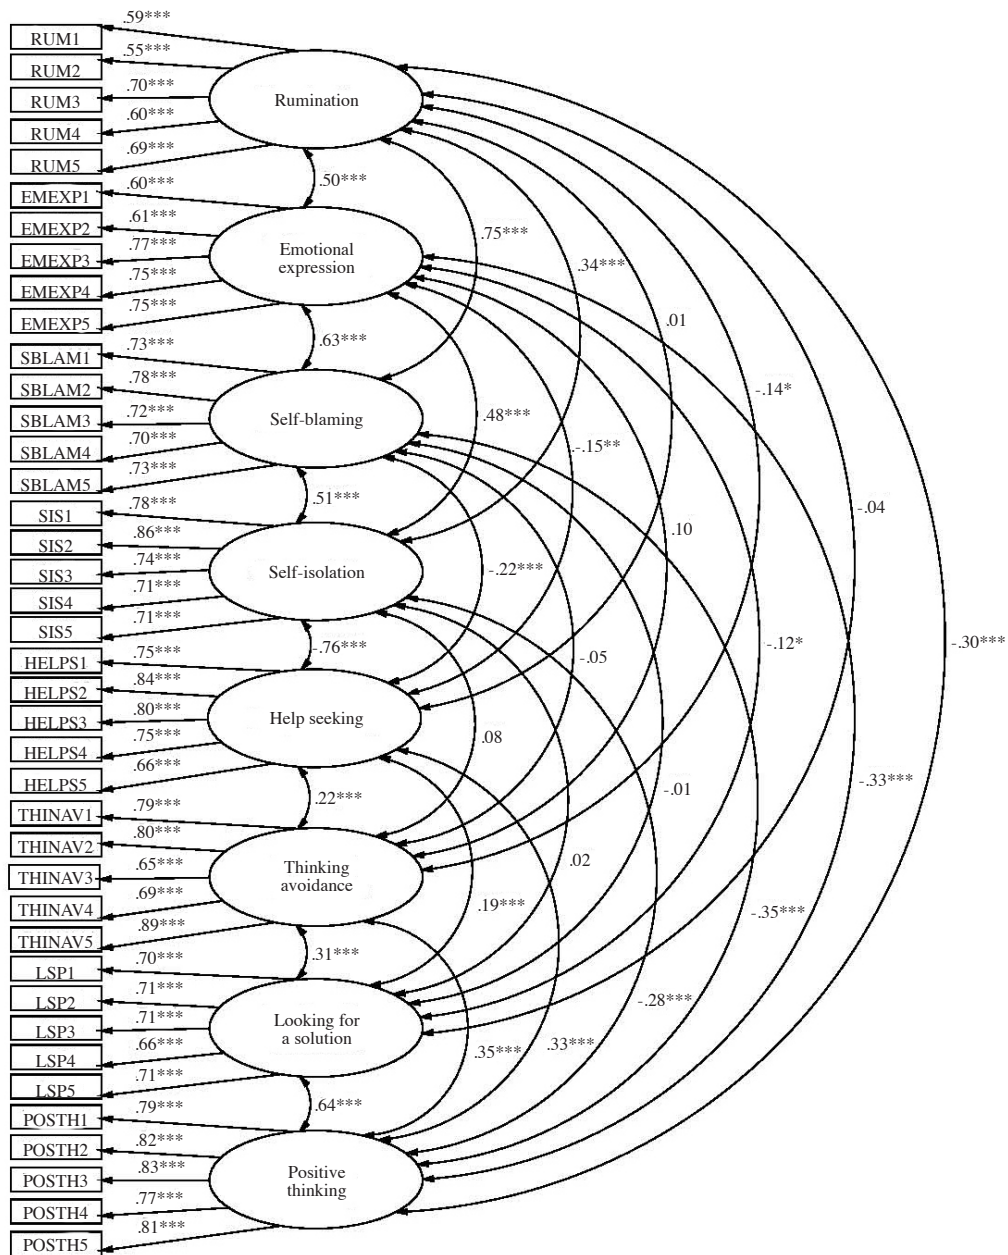 .59***
RUM1
.55***
RUM2
.70***
RUM3
Rumination
.60***
RUM4
.69***
RUM5
.50***
.60***
EMEXP1
.61***
EMEXP2
.77***
EMEXP3
Emotional
expression
.75***
EMEXP4
.75***
EMEXP5
.75***
.34***
.01
.63***
.73***
SBLAM1
.78***
SBLAM2
-.14*
.72***
SBLAM3
Self-blaming
.48***
.70***
SBLAM4
-.15**
.73***
SBLAM5
.51***
.78***
SIS1
-.04
.86***
SIS2
.10
.74***
SIS3
Self-isolation
-.22***
.71***
SIS4
.71***
SIS5
-.76***
-.12*
-.30***
.75***
HELPS1
-.05
.84***
HELPS2
.80***
HELPS3
Help seeking
.75***
HELPS4
.08
.66***
HELPS5
-.33***
-.01
.22***
.79***
THINAV1
.80***
THINAV2
.02
.65***
THINAV3
Thinking
avoidance
.69***
THINAV4
.19***
-.35***
.89***
THINAV5
.31***
.70***
LSP1
.71***
LSP2
-.28***
.71***
LSP3
Looking for
a solution
.66***
LSP4
.35***
.33***
.71***
LSP5
.64***
.79***
POSTH1
.82***
POSTH2
.83***
POSTH3
Positive
thinking
.77***
POSTH4
.81***
POSTH5